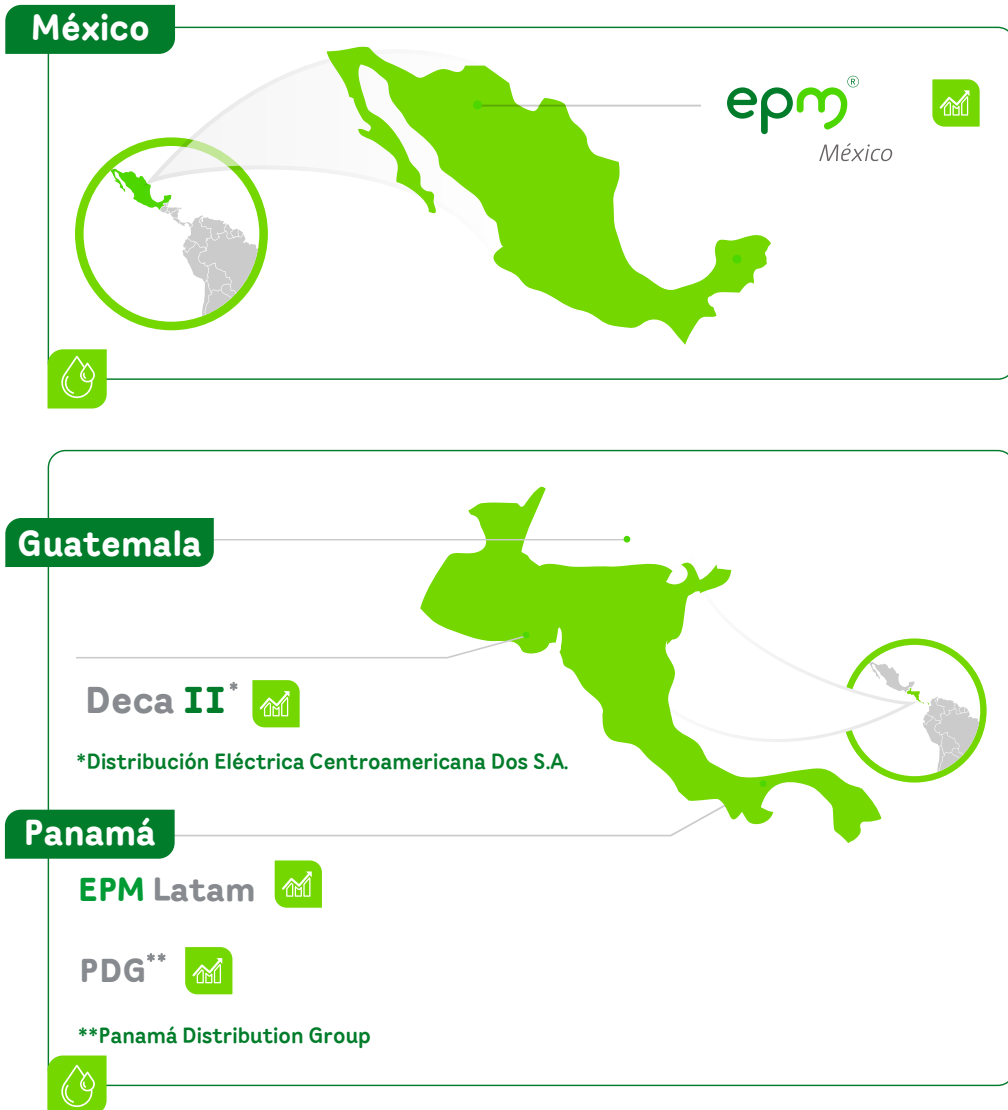 México
epm®
México
Guatemala
Deca II*
*Distribución Eléctrica Centroamericana Dos S.A.
Panamá
EPM Latam
PDG**
**Panamá Distribution Group